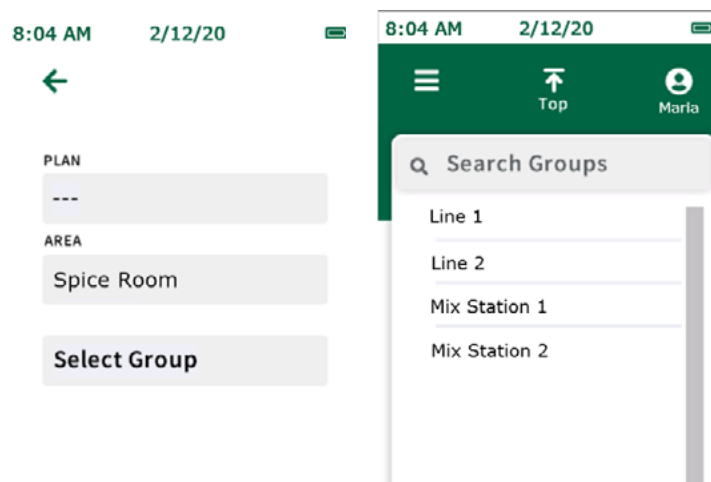 8:04 AM 2/12/20
PLAN
---
AREA
Spice Room
Select Group
8:04 AM 2/12/20
Top
Marla
Search Groups
Line 1
Line 2
Mix Station 1
Mix Station 2